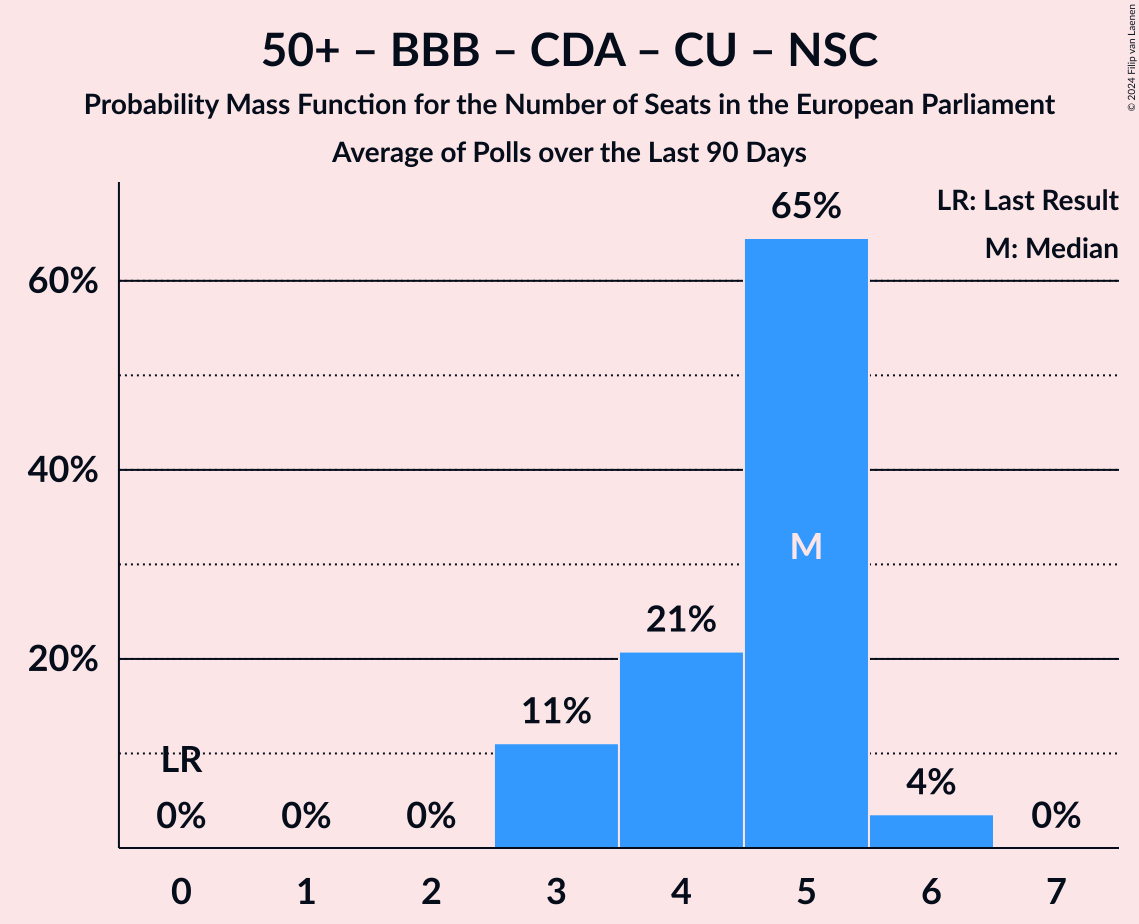 50+ – BBB – CDA – CU – NSC
Probability Mass Function for the Number of Seats in the European Parliament
Average of Polls over the Last 90 Days
© 2024 Filip van Laenen
LR: Last Result
M: Median
60%
40%
20%
LR
0%
0%
0%
11%
21%
65%
M
4%
0%
0
1
2
3
4
5
6
7